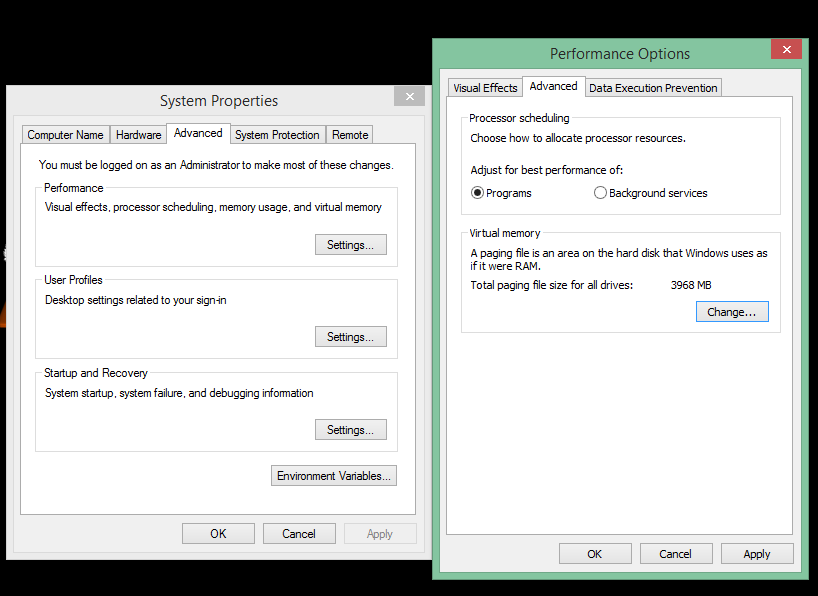 System Properties
Computer Name Hardware Advanced System Protection Remote
You must be logged on as an Administrator to make most of these changes.
Performance
Visual effects, processor scheduling, memory usage, and virtual memory
Settings...
User Profiles
Desktop settings related to your sign-in
Settings...
Startup and Recovery
System startup, system failure, and debugging information
Settings...
Environment Variables...
OK Cancel Apply
Performance Options
Visual Effects Advanced Data Execution Prevention
Processor scheduling
Choose how to allocate processor resources.
Adjust for best performance of:
Programs Background services
Virtual memory
A paging file is an area on the hard disk that Windows uses as
if it were RAM.
Total paging file size for all drives: 3968 MB
Change...
OK Cancel Apply